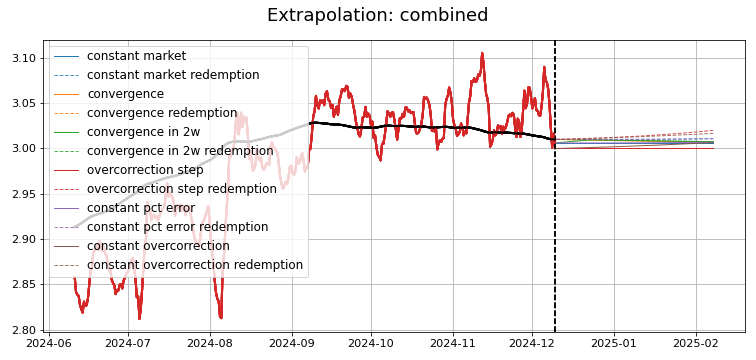 Extrapolation: combined
3.10
3.05
3.00
2.95
2.90
2.85
2.80
constant market
constant market redemption
convergence
convergence redemption
convergence in 2w
convergence in 2w redemption
overcorrection step
overcorrection step redemption
constant pct error
constant pct error redemption
constant overcorrection
constant overcorrection redemption
2024-06
2024-07
2024-08
2024-09
2024-10
2024-11
2024-12
2025-01
2025-02